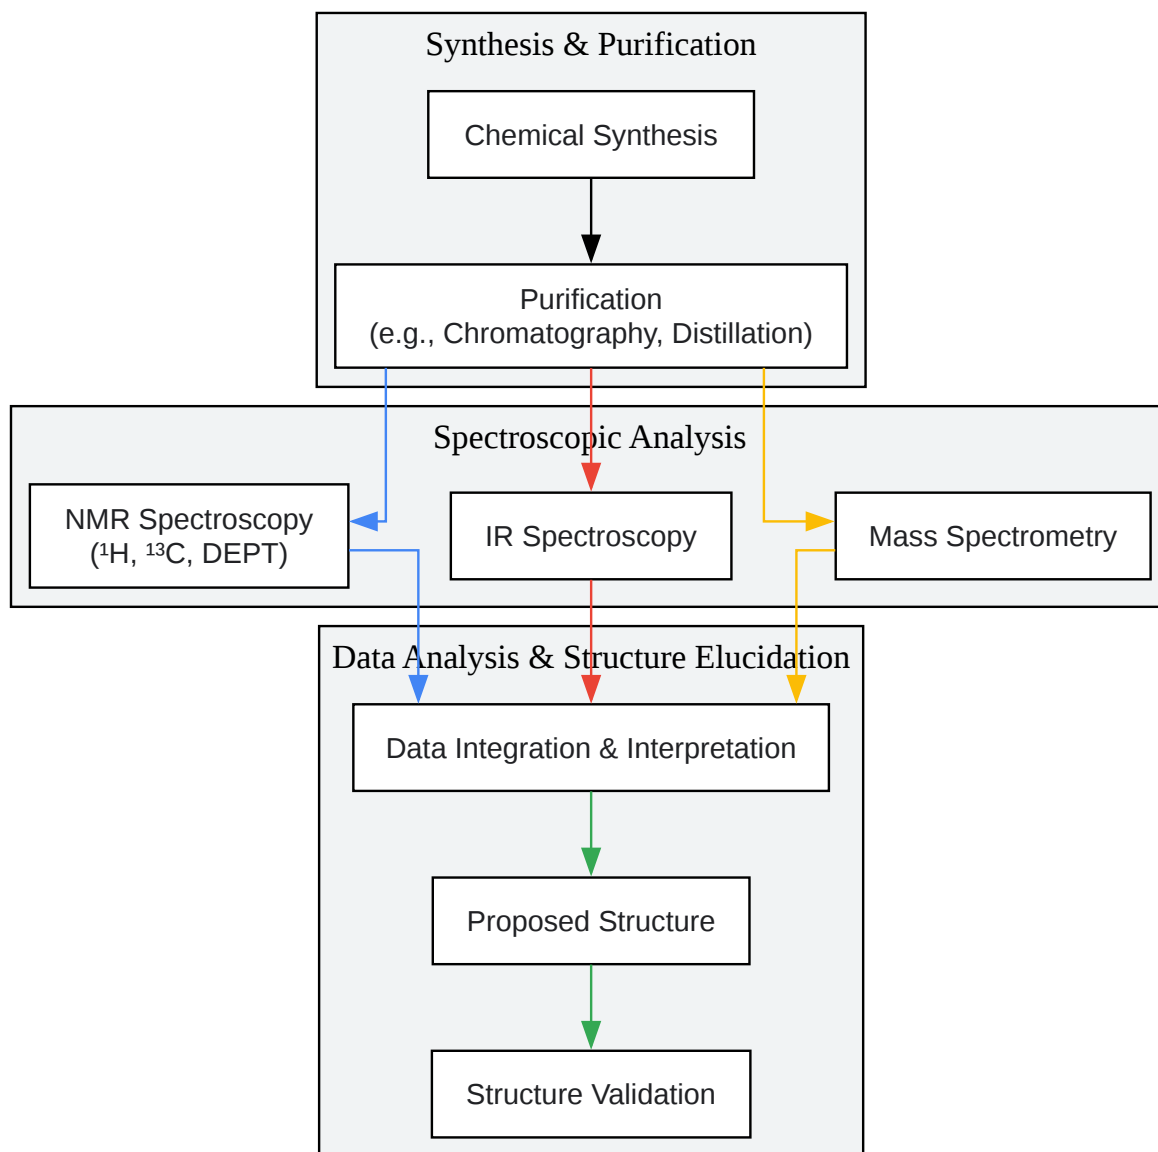 Synthesis & Purification
Chemical Synthesis
Purification
(e.g., Chromatography, Distillation)
Spectroscopic Analysis
NMR Spectroscopy
(¹H, ¹³C, DEPT)
IR Spectroscopy
Mass Spectrometry
Data Analysis & Structure Elucidation
Data Integration & Interpretation
Proposed Structure
Structure Validation